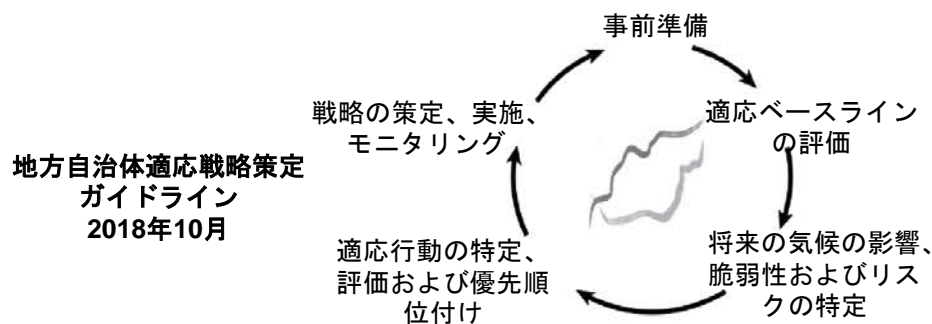 地方自治体適応戦略策定
ガイドライン
2018年10月
事前準備
適応ベースライン
の評価
将来の気候の影響、
脆弱性およびリス
クの特定
適応行動の特定、
評価および優先順
位付け
戦略の策定、実施、
モニタリング